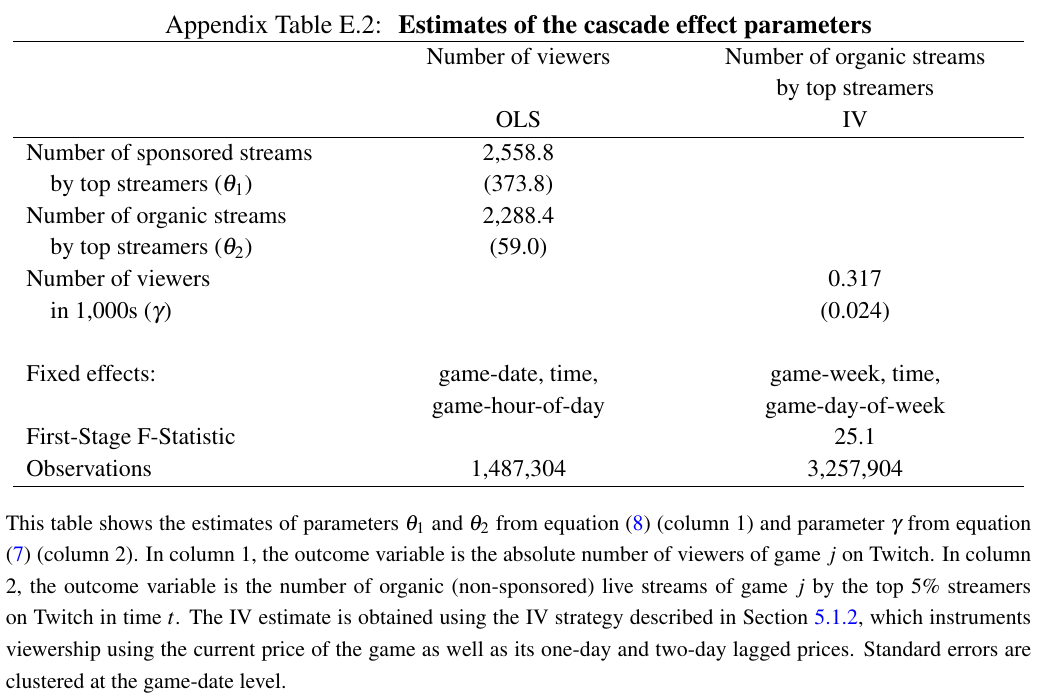 Appendix Table E.2: Estimates of the cascade effect parameters
Number of viewers Number of organic streams
by top streamers
OLS IV
Number of sponsored streams 2,558.8
by top streamers (θ1) (373.8)
Number of organic streams 2,288.4
by top streamers (θ2) (59.0)
Number of viewers 0.317
in 1,000s (γ) (0.024)
Fixed effects: game-date, time, game-week, time,
game-hour-of-day game-day-of-week
First-Stage F-Statistic 25.1
Observations 1,487,304 3,257,904
This table shows the estimates of parameters θ1 and θ2 from equation (8) (column 1) and parameter γ from equation
(7) (column 2). In column 1, the outcome variable is the absolute number of viewers of game j on Twitch. In column
2, the outcome variable is the number of organic (non-sponsored) live streams of game j by the top 5% streamers
on Twitch in time t. The IV estimate is obtained using the IV strategy described in Section 5.1.2, which instruments
viewership using the current price of the game as well as its one-day and two-day lagged prices. Standard errors are
clustered at the game-date level.